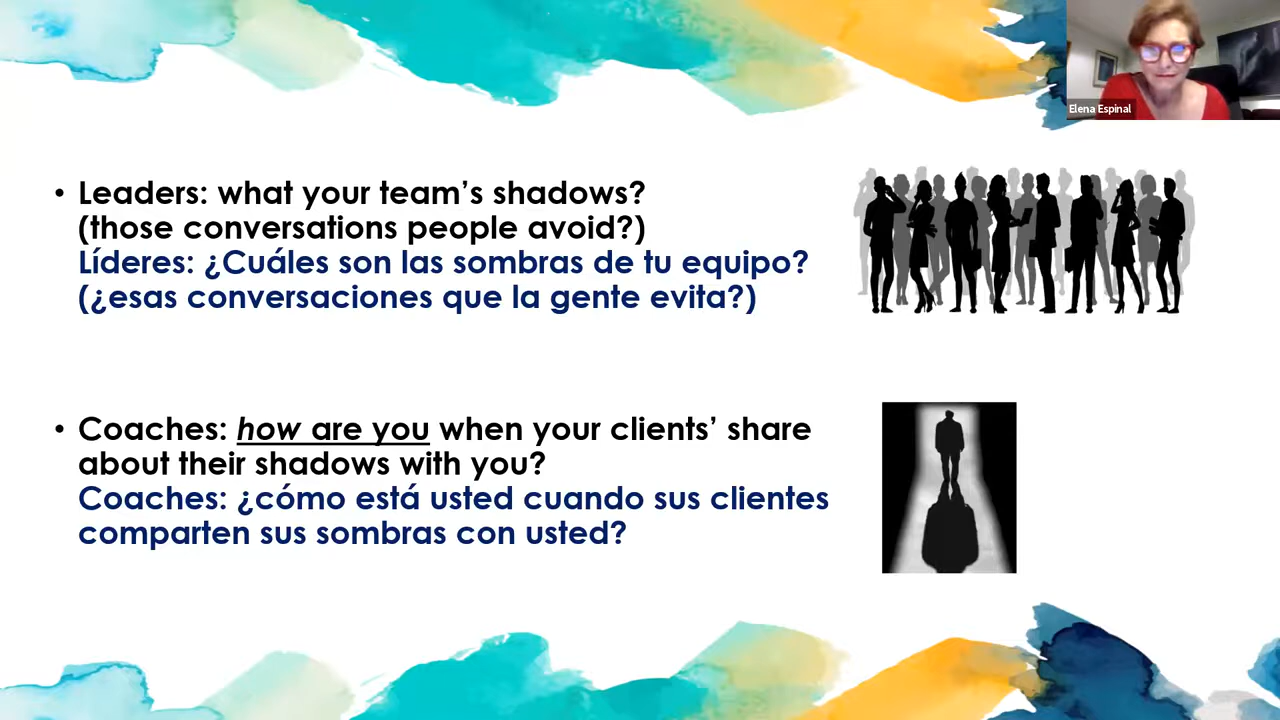 Elena Espinal
• Leaders: what your team’s shadows?
(those conversations people avoid?)
Líderes: ¿Cuáles son las sombras de tu equipo?
(¿esas conversaciones que la gente evita?)
• Coaches: how are you when your clients’ share
about their shadows with you?
Coaches: ¿cómo está usted cuando sus clientes
comparten sus sombras con usted?